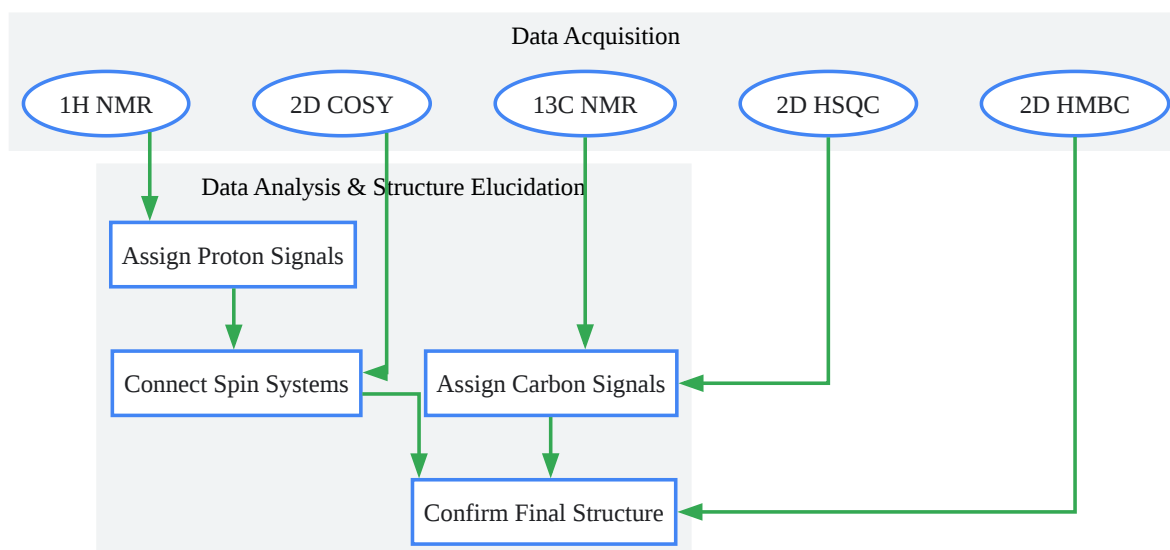 Data Acquisition
1H NMR
2D COSY
13C NMR
2D HSQC
2D HMBC
Data Analysis & Structure Elucidation
Assign Proton Signals
Connect Spin Systems
Assign Carbon Signals
Confirm Final Structure